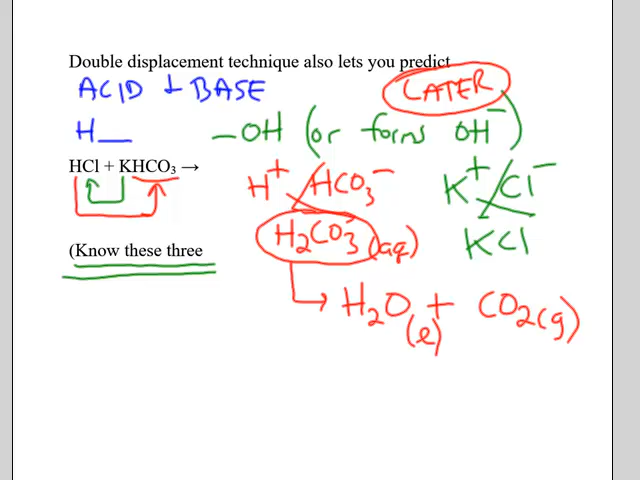 Double displacement technique also lets you predict
ACID + BASE LATER
H__ —OH (or forms OH⁻)
HCl + KHCO₃ → H⁺ HCO₃⁻ K⁺ Cl⁻
H₂CO₃ (aq) KCl
(Know these three
H₂O (l) + CO₂(g)